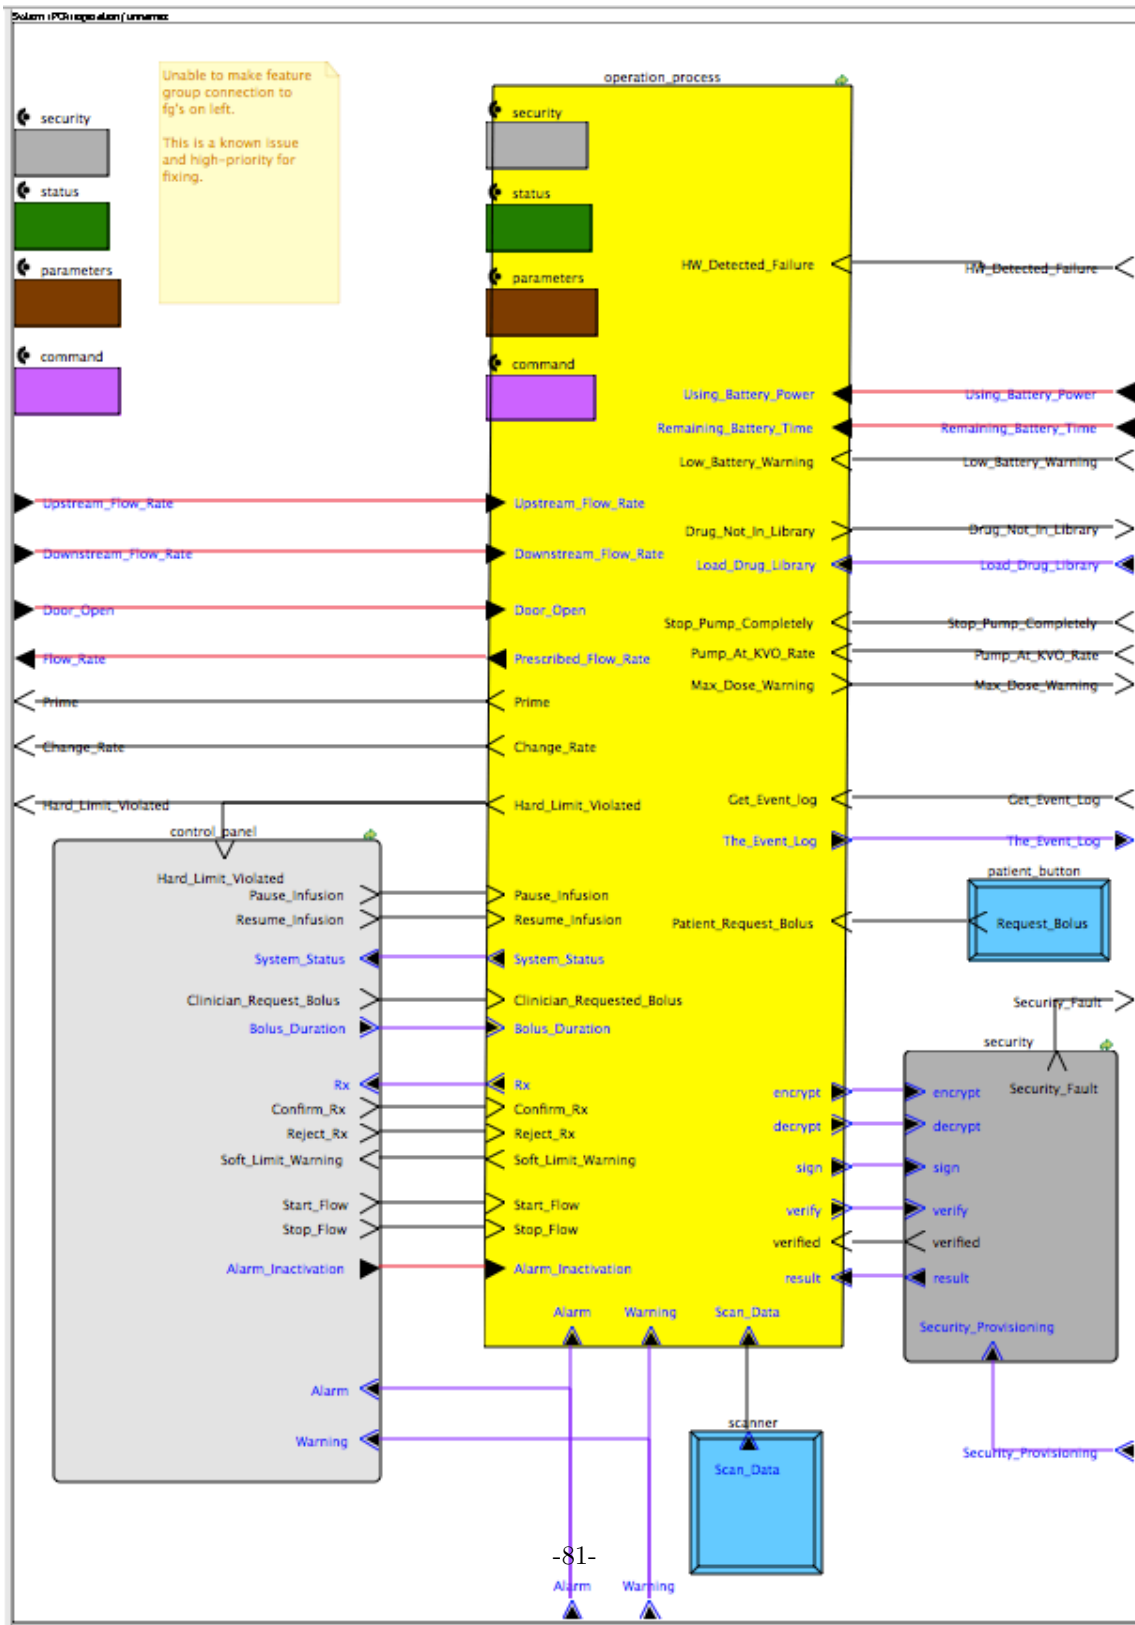 operation_process
Unable to make feature
group connection to
fg's on left.
This is a known issue
and high-priority for
fixing.
security
status
parameters
command
security
status
parameters
command
HW_Detected_Failure
HW_Detected_Failure
Using_Battery_Power
Using_Battery_Power
Remaining_Battery_Time
Remaining_Battery_Time
Low_Battery_Warning
Low_Battery_Warning
Upstream_Flow_Rate
Upstream_Flow_Rate
Drug_Not_In_Library
Drug_Not_In_Library
Downstream_Flow_Rate
Downstream_Flow_Rate
Load_Drug_Library
Load_Drug_Library
Door_Open
Door_Open
Stop_Pump_Completely
Stop_Pump_Completely
Flow_Rate
Prescribed_Flow_Rate
Pump_At_KVO_Rate
Pump_At_KVO_Rate
Max_Dose_Warning
Max_Dose_Warning
Prime
Prime
Change_Rate
Change_Rate
Hard_Limit_Violated
Hard_Limit_Violated
Get_Event_log
Get_Event_Log
The_Event_Log
The_Event_Log
control_panel
Hard_Limit_Violated
Pause_Infusion
Pause_Infusion
Resume_Infusion
Resume_Infusion
patient_button
Patient_Request_Bolus
Request_Bolus
System_Status
System_Status
Clinician_Request_Bolus
Clinician_Requested_Bolus
Bolus_Duration
Bolus_Duration
Security_Fault
security
Security_Fault
Rx
Rx
Confirm_Rx
Confirm_Rx
Reject_Rx
Reject_Rx
Soft_Limit_Warning
Soft_Limit_Warning
Start_Flow
Start_Flow
Stop_Flow
Stop_Flow
Alarm_Inactivation
Alarm_Inactivation
encrypt
encrypt
decrypt
decrypt
sign
sign
verify
verify
verified
verified
result
result
Alarm
Warning
Scan_Data
Security_Provisioning
Alarm
Warning
scanner
Scan_Data
Security_Provisioning
-81-
Alarm
Warning